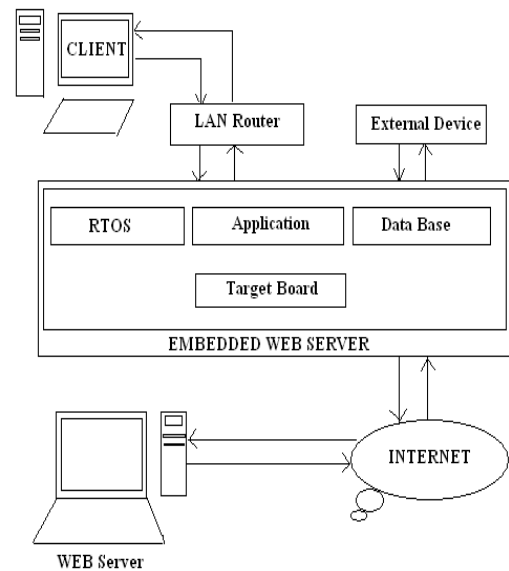 CLIENT
LAN Router
External Device
RTOS
Application
Data Base
Target Board
EMBEDDED WEB SERVER
INTERNET
WEB Server